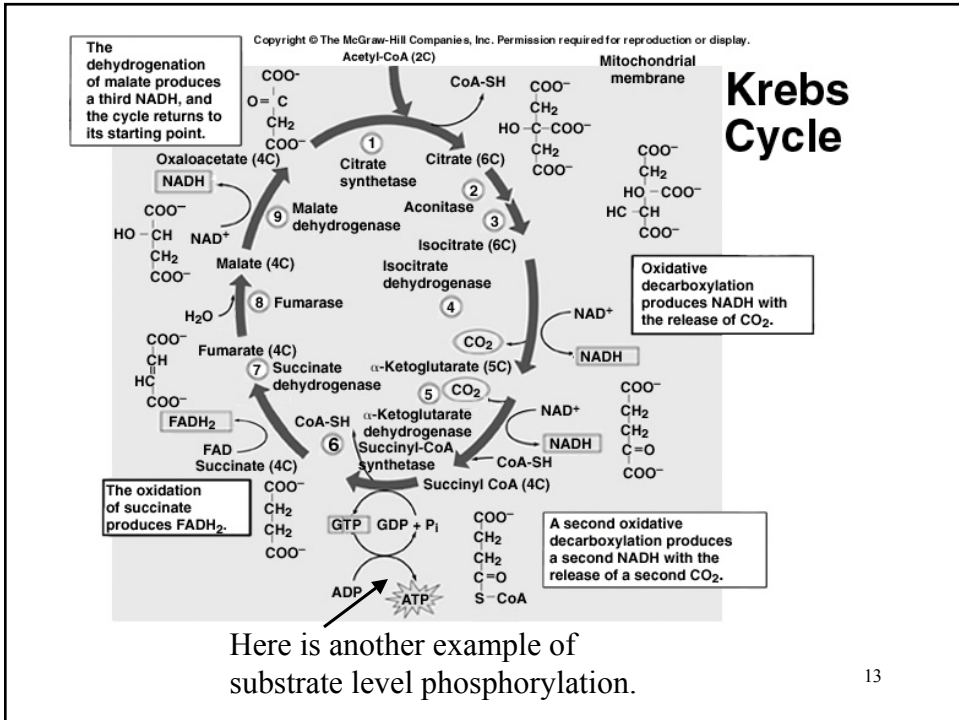 Copyright © The McGraw-Hill Companies, Inc. Permission required for reproduction or display.
The
dehydrogenation
of malate produces
a third NADH, and
the cycle returns to
its starting point.
Acetyl-CoA (2C)
CoA-SH
Mitochondrial
membrane
Krebs
Cycle
COO-
O= C
CH₂
COO⁻
Oxaloacetate (4C)
1
Citrate
synthetase
Citrate (6C)
COO⁻
CH₂
HO -C -COO⁻
CH₂
COO⁻
2
Aconitase
3
Isocitrate (6C)
COO⁻
CH₂
HO -COO⁻
HC -CH
COO⁻
NADH
NAD⁺
9
Malate
dehydrogenase
COO⁻
HO - CH
CH₂
COO⁻
Malate (4C)
Isocitrate
dehydrogenase
4
Oxidative
decarboxylation
produces NADH with
the release of CO₂.
NAD⁺
CO₂
NADH
H₂O
8
Fumarase
Fumarate (4C)
COO⁻
CH
HC
COO⁻
α-Ketoglutarate (5C)
7
Succinate
dehydrogenase
5
CO₂
NAD⁺
NADH
α-Ketoglutarate
dehydrogenase
COO⁻
CH₂
CH₂
C=O
COO⁻
FADH₂
FAD
Succinate (4C)
CoA-SH
6
Succinyl-CoA
synthetase
CoA-SH
Succinyl CoA (4C)
The oxidation
of succinate
produces FADH₂.
COO⁻
CH₂
CH₂
COO⁻
GTP
GDP + Pᵢ
COO⁻
CH₂
CH₂
C=O
S -CoA
A second oxidative
decarboxylation produces
a second NADH with the
release of a second CO₂.
ADP
ATP
Here is another example of
substrate level phosphorylation.
13